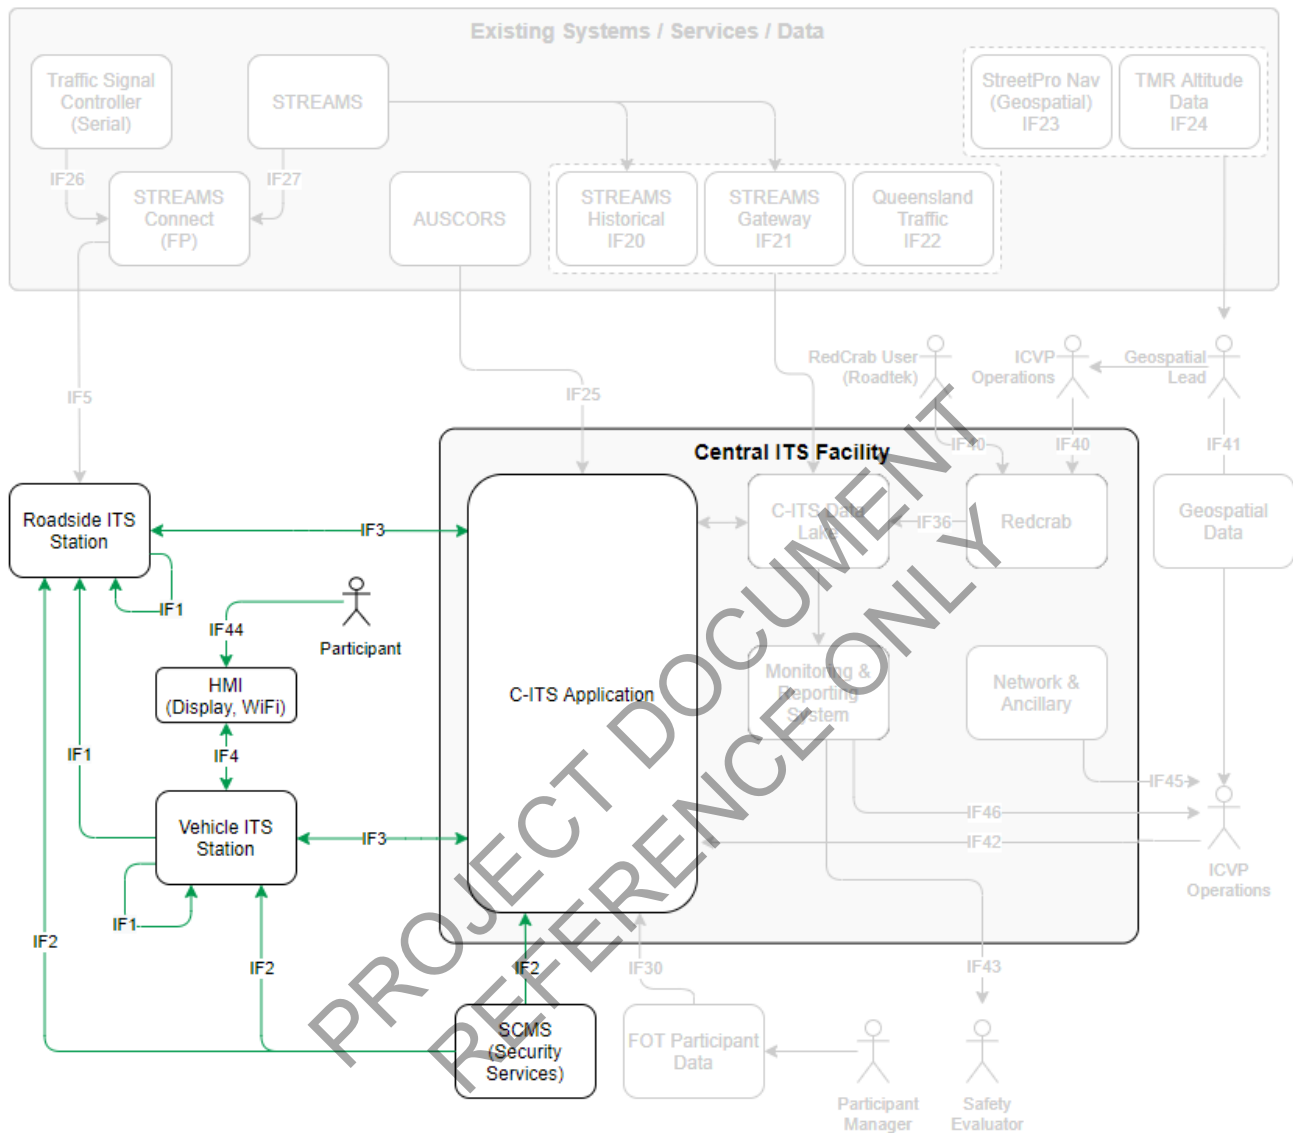 Existing Systems / Services / Data
Traffic Signal
Controller
(Serial)
STREAMS
StreetPro Nav
(Geospatial)
IF23
TMR Altitude
Data
IF24
IF26
IF27
STREAMS
Connect
(FP)
AUSCORS
STREAMS
Historical
IF20
STREAMS
Gateway
IF21
Queensland
Traffic
IF22
RedCrab User
(Roadtek)
ICVP
Operations
Geospatial
Lead
IF5
IF25
IF40
IF40
IF41
Central ITS Facility
Roadside ITS
Station
IF3
C-ITS Data
Lake
IF36
Redcrab
Geospatial
Data
IF1
IF44
Participant
HMI
(Display, WiFi)
C-ITS Application
Monitoring &
Reporting
System
Network &
Ancillary
IF1
IF4
IF45
Vehicle ITS
Station
IF3
IF46
IF42
ICVP
Operations
IF1
IF2
IF2
IF2
IF30
IF43
SCMS
(Security
Services)
FOT Participant
Data
Participant
Manager
Safety
Evaluator
PROJECT DOCUMENT
REFERENCE ONLY